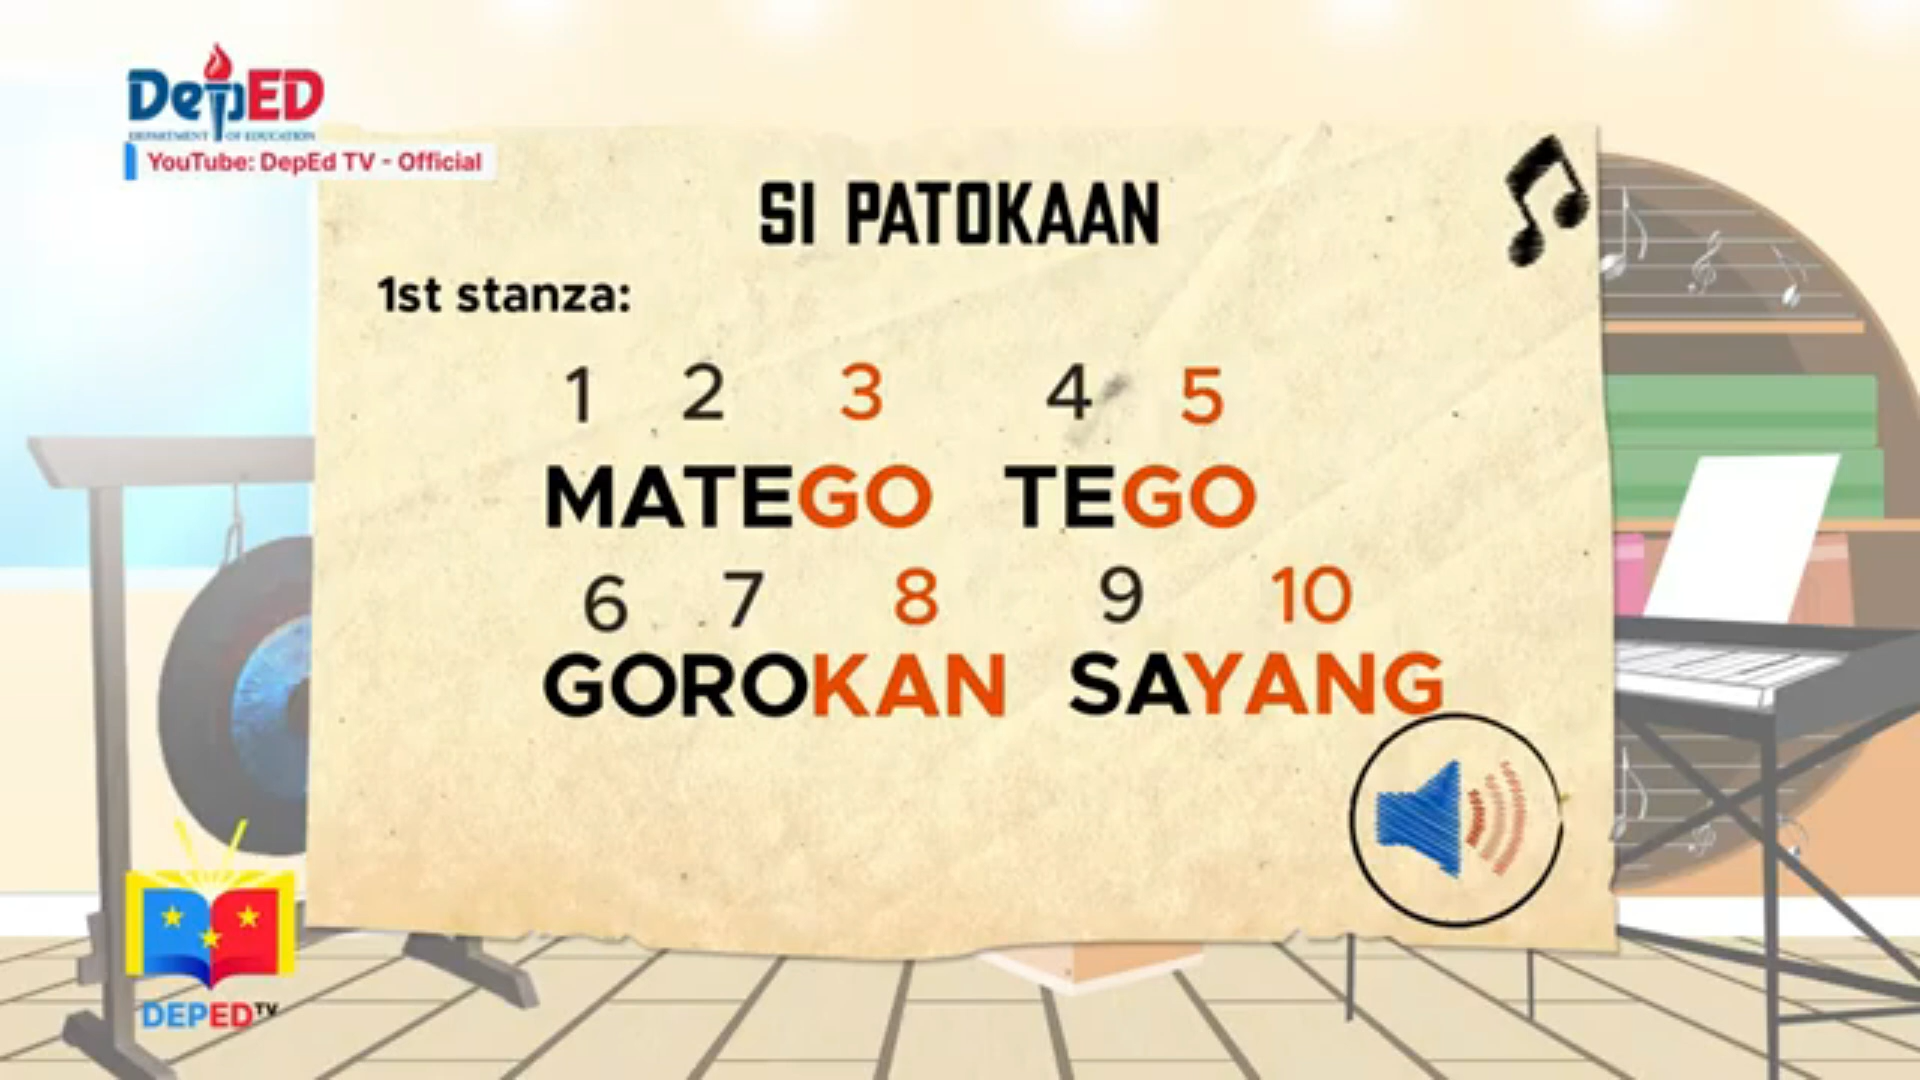 DepED
DEPARTMENT OF EDUCATION
YouTube: DepEd TV - Official
SI PATOKAAN
1st stanza:
1 2 3 4 5
MATEGO TEGO
6 7 8 9 10
GOROKAN SAYANG
DEPED TV